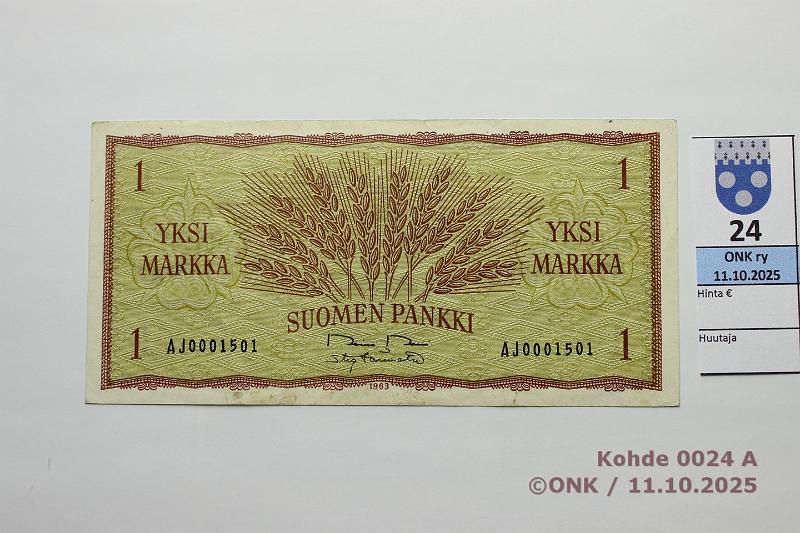 1
1
YKSI
MARKKA
YKSI
MARKKA
SUOMEN PANKKI
1
AJ0001501
AJ0001501
1
1963
24
ONK ry
11.10.2025
Hinta €
Huutaja
Kohde 0024 A
©ONK / 11.10.2025